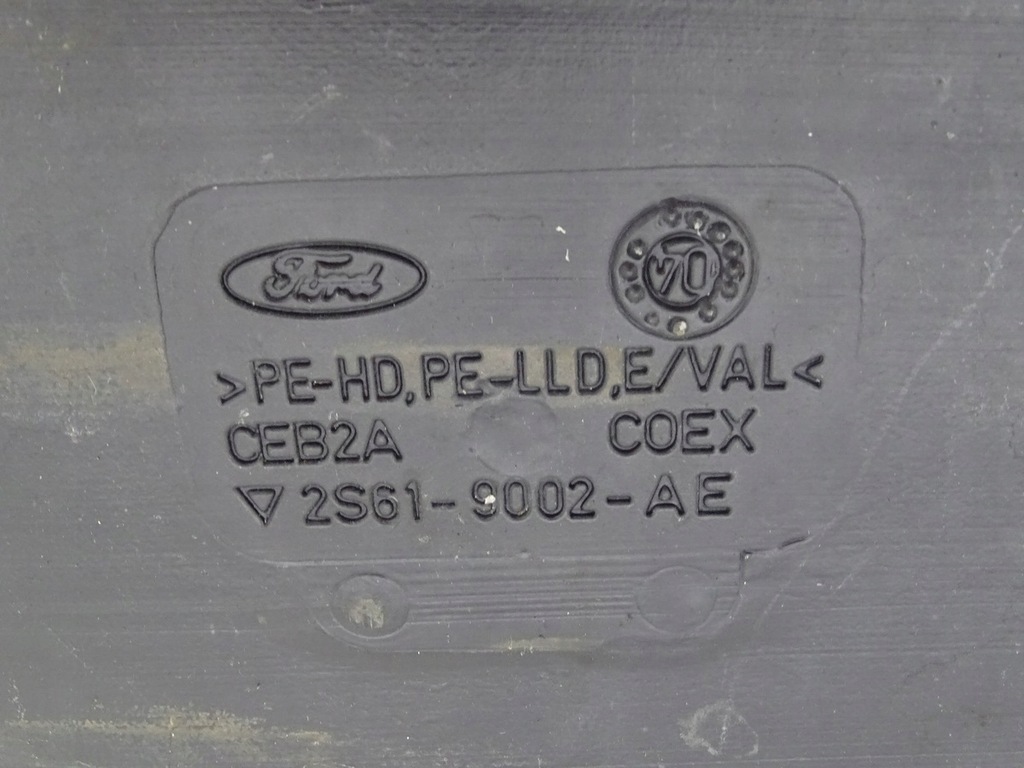 Ford
>PE-HD,PE-LLD,E/VAL<
CEB2A COEX
2S61-9002-AE